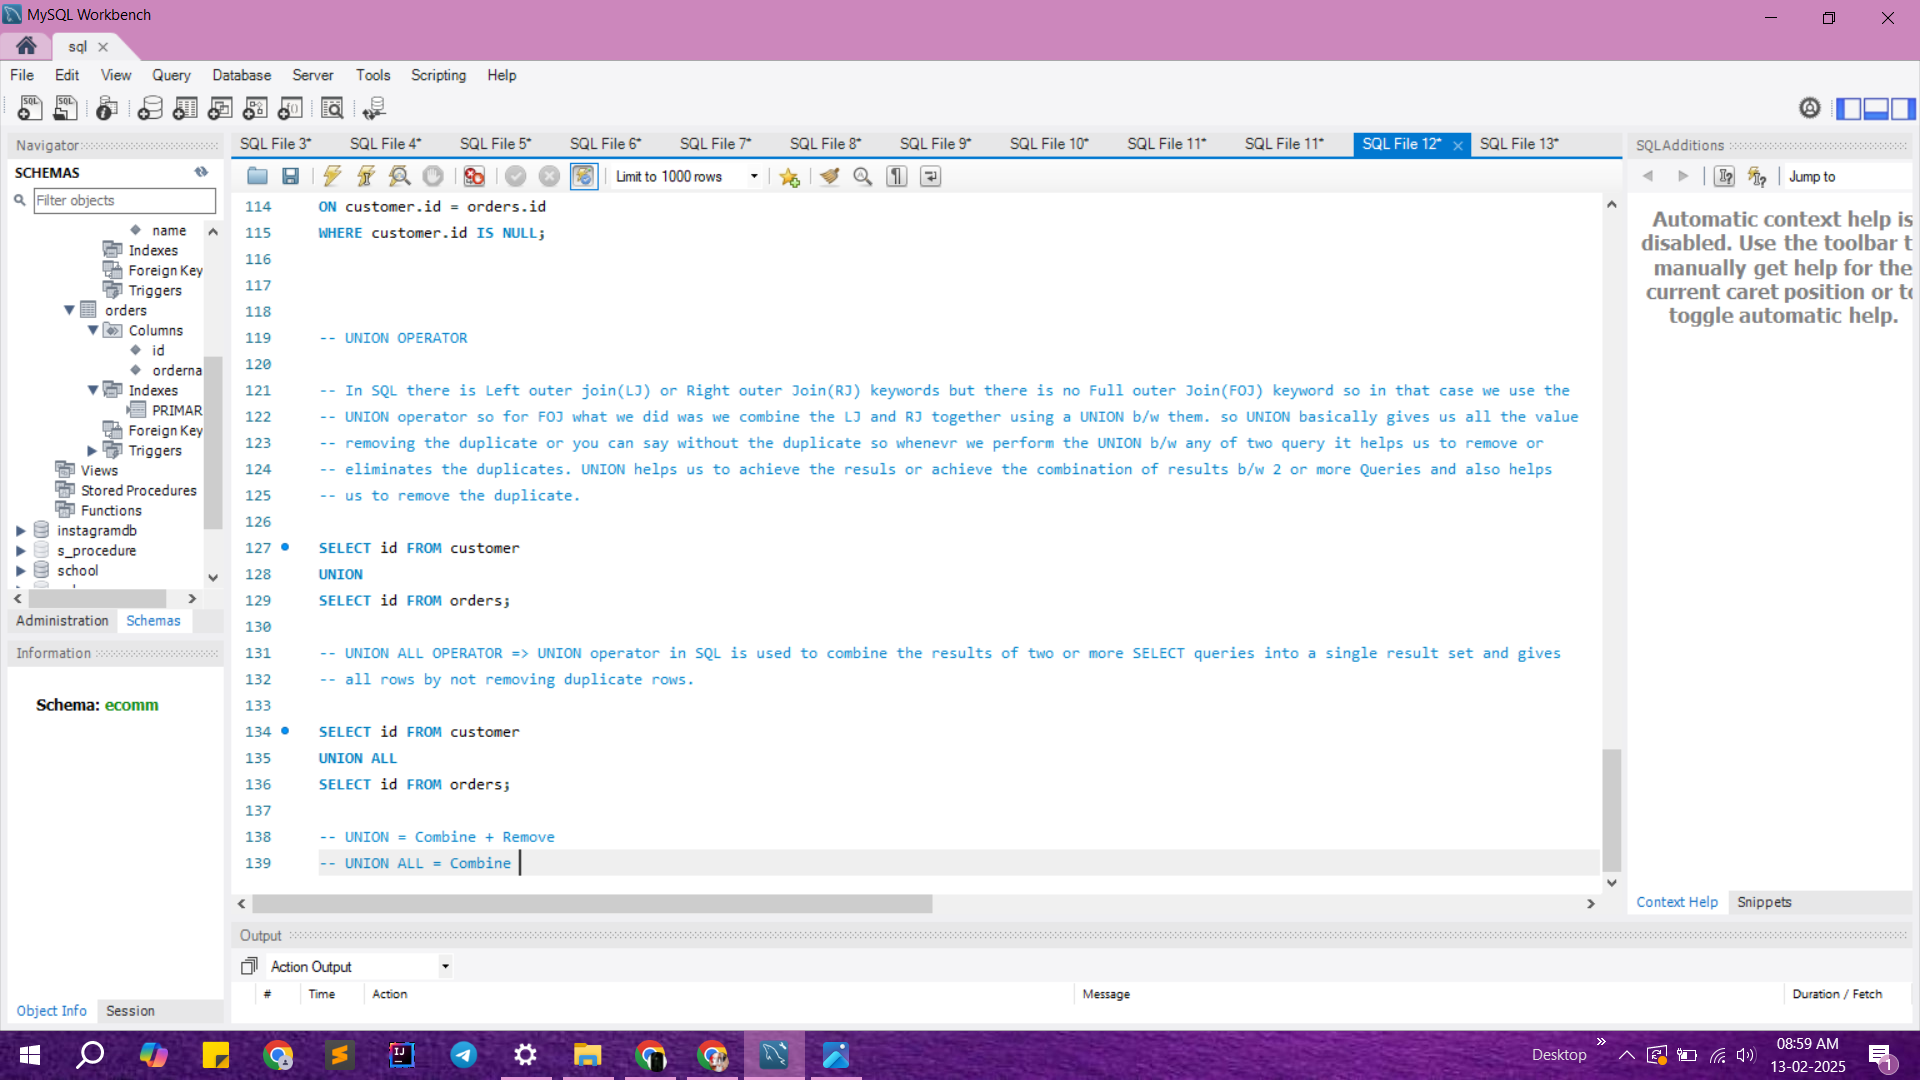 MySQL Workbench
sql
File Edit View Query Database Server Tools Scripting Help
Navigator
SCHEMAS
Filter objects
name
Indexes
Foreign Key
Triggers
orders
Columns
id
orderna
Indexes
PRIMAR
Foreign Key
Triggers
Views
Stored Procedures
Functions
instagramdb
s_procedure
school
Administration Schemas
Information
Schema: ecomm
Object Info Session
SQL File 3* SQL File 4* SQL File 5* SQL File 6* SQL File 7* SQL File 8* SQL File 9* SQL File 10* SQL File 11* SQL File 11* SQL File 12* SQL File 13*
Limit to 1000 rows
114 ON customer.id = orders.id
115 WHERE customer.id IS NULL;
116
117
118
119 -- UNION OPERATOR
120
121 -- In SQL there is Left outer join(LJ) or Right outer Join(RJ) keywords but there is no Full outer Join(FOJ) keyword so in that case we use the
122 -- UNION operator so for FOJ what we did was we combine the LJ and RJ together using a UNION b/w them. so UNION basically gives us all the value
123 -- removing the duplicate or you can say without the duplicate so whenevr we perform the UNION b/w any of two query it helps us to remove or
124 -- eliminates the duplicates. UNION helps us to achieve the resuls or achieve the combination of results b/w 2 or more Queries and also helps
125 -- us to remove the duplicate.
126
127 SELECT id FROM customer
128 UNION
129 SELECT id FROM orders;
130
131 -- UNION ALL OPERATOR => UNION operator in SQL is used to combine the results of two or more SELECT queries into a single result set and gives
132 -- all rows by not removing duplicate rows.
133
134 SELECT id FROM customer
135 UNION ALL
136 SELECT id FROM orders;
137
138 -- UNION = Combine + Remove
139 -- UNION ALL = Combine
SQLAdditions
Jump to
Automatic context help is
disabled. Use the toolbar t
manually get help for the
current caret position or to
toggle automatic help.
Context Help Snippets
Output
Action Output
# Time Action Message Duration / Fetch
Desktop
08:59 AM
13-02-2025
1